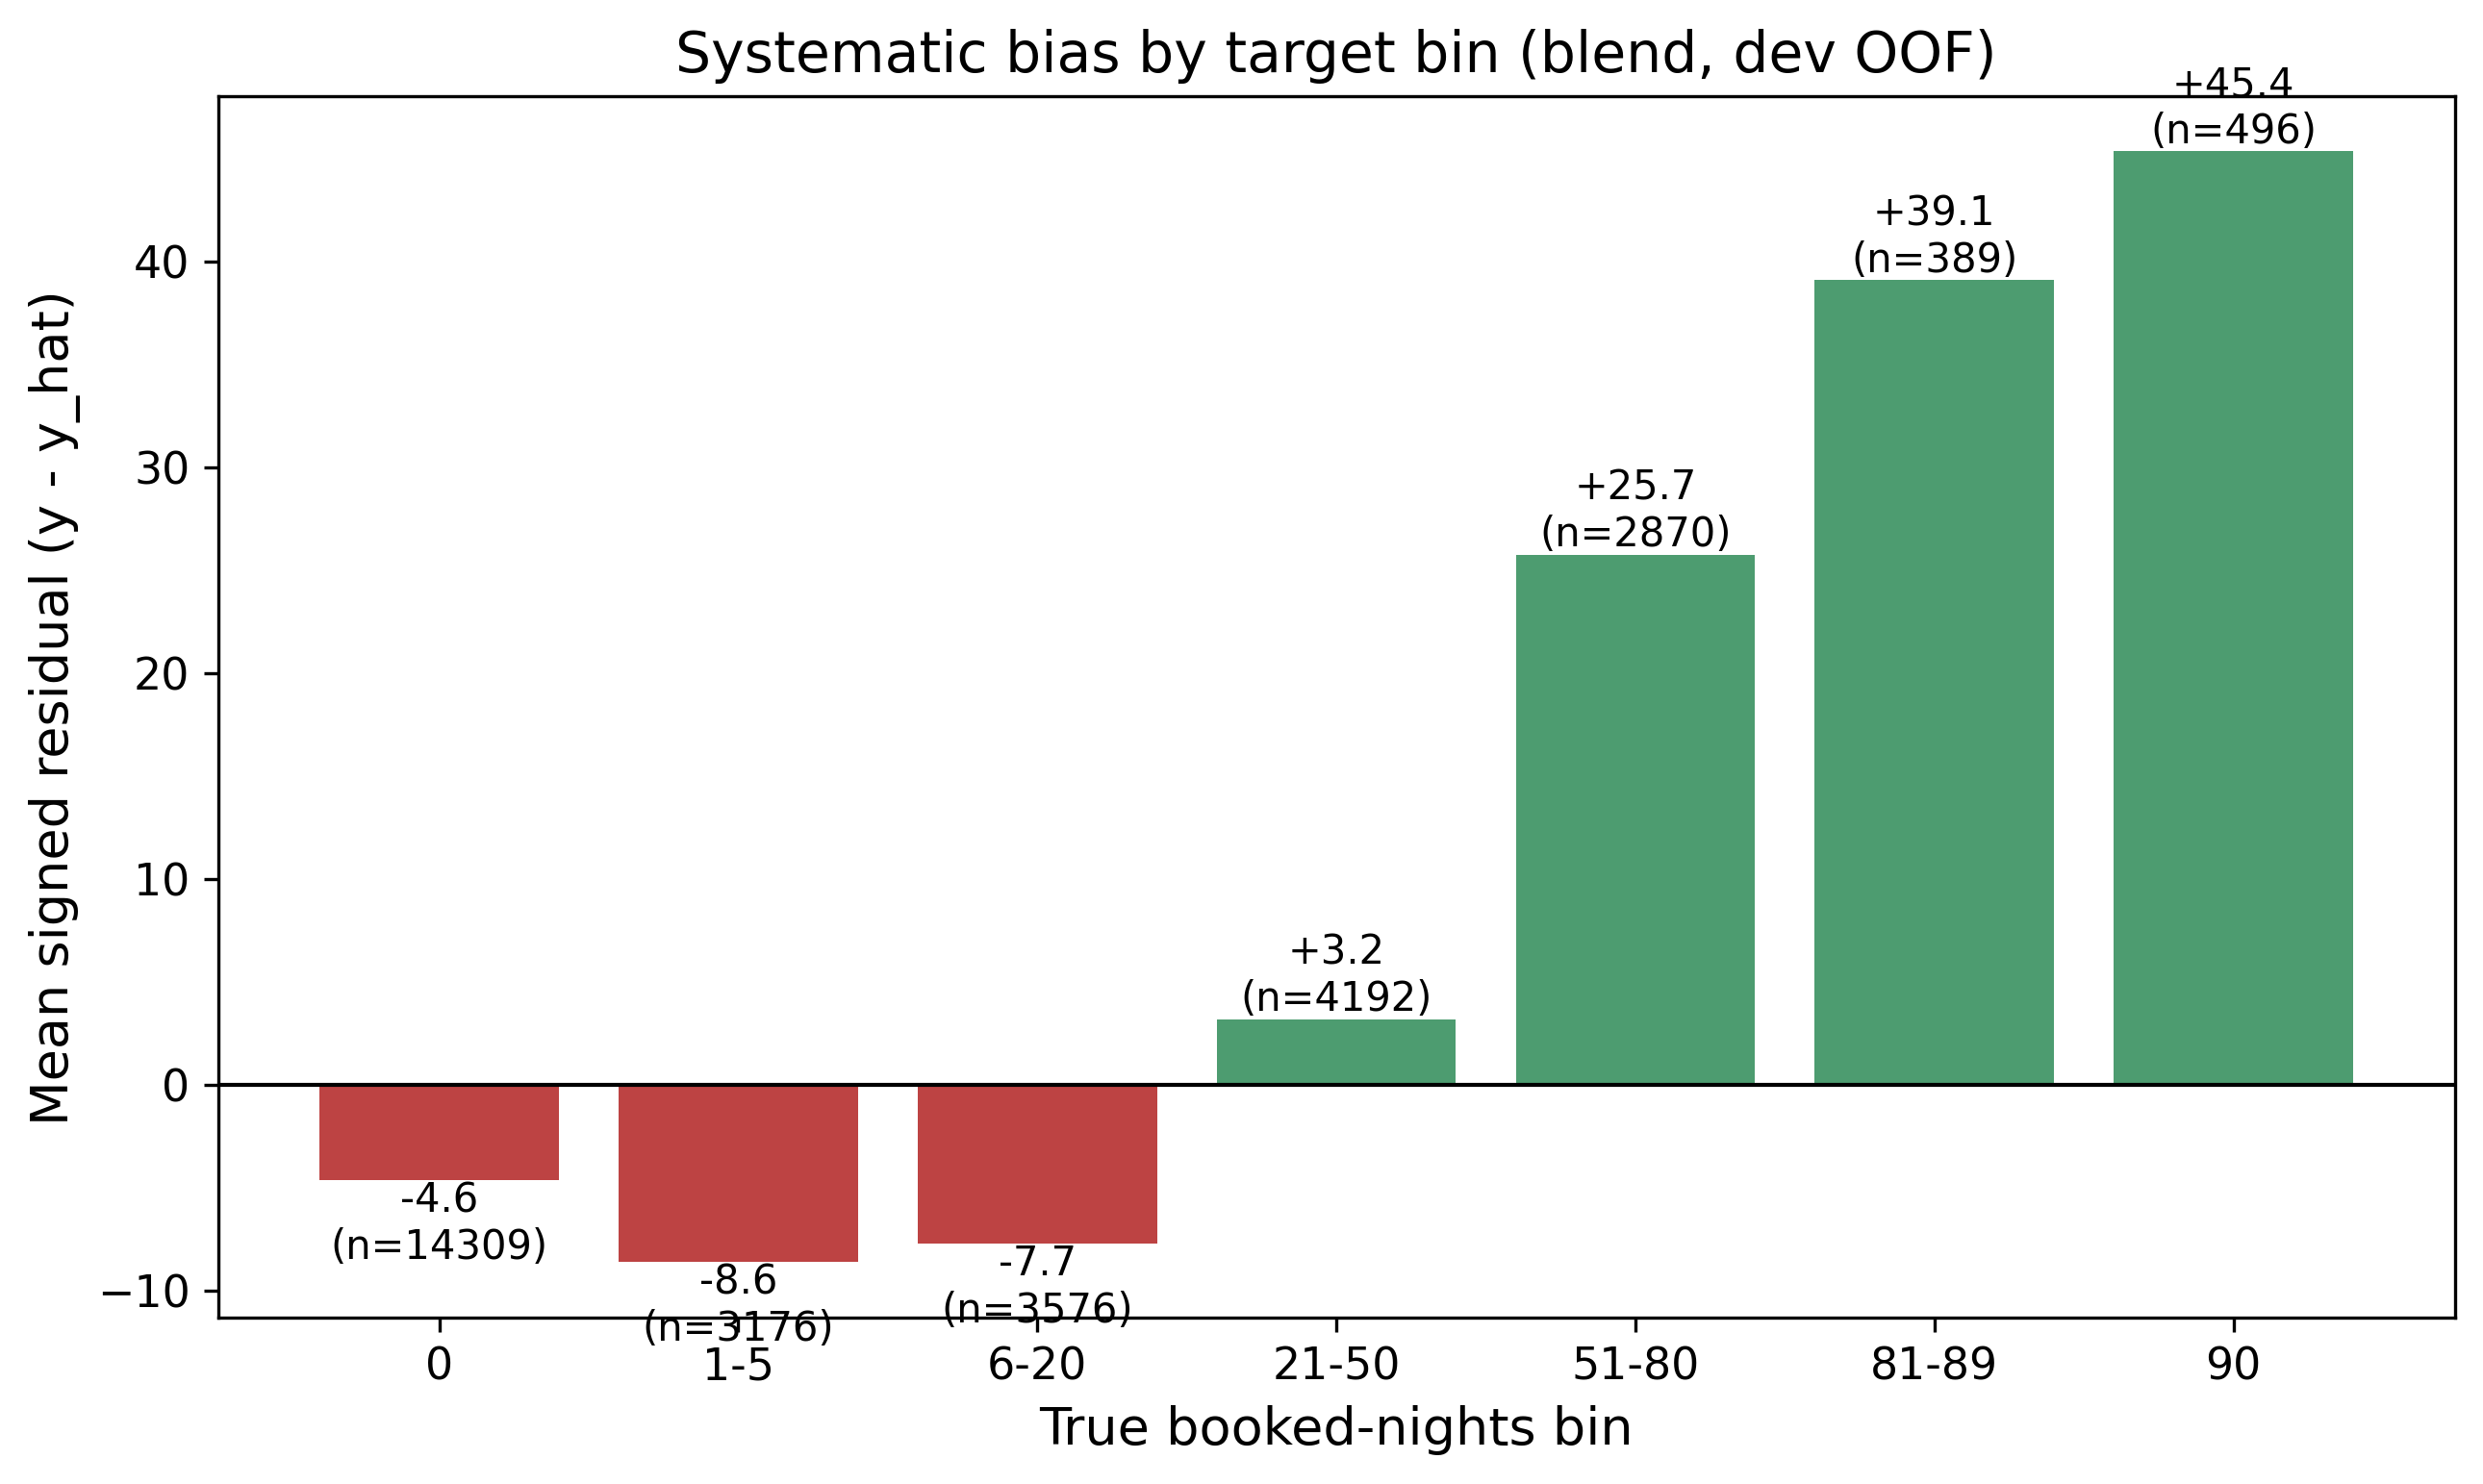 Systematic bias by target bin (blend, dev OOF)
Mean signed residual (y - y_hat)
40
30
20
10
0
−10
-4.6
(n=14309)
-8.6
(n=3176)
-7.7
(n=3576)
+3.2
(n=4192)
+25.7
(n=2870)
+39.1
(n=389)
+45.4
(n=496)
0
1-5
6-20
21-50
51-80
81-89
90
True booked-nights bin